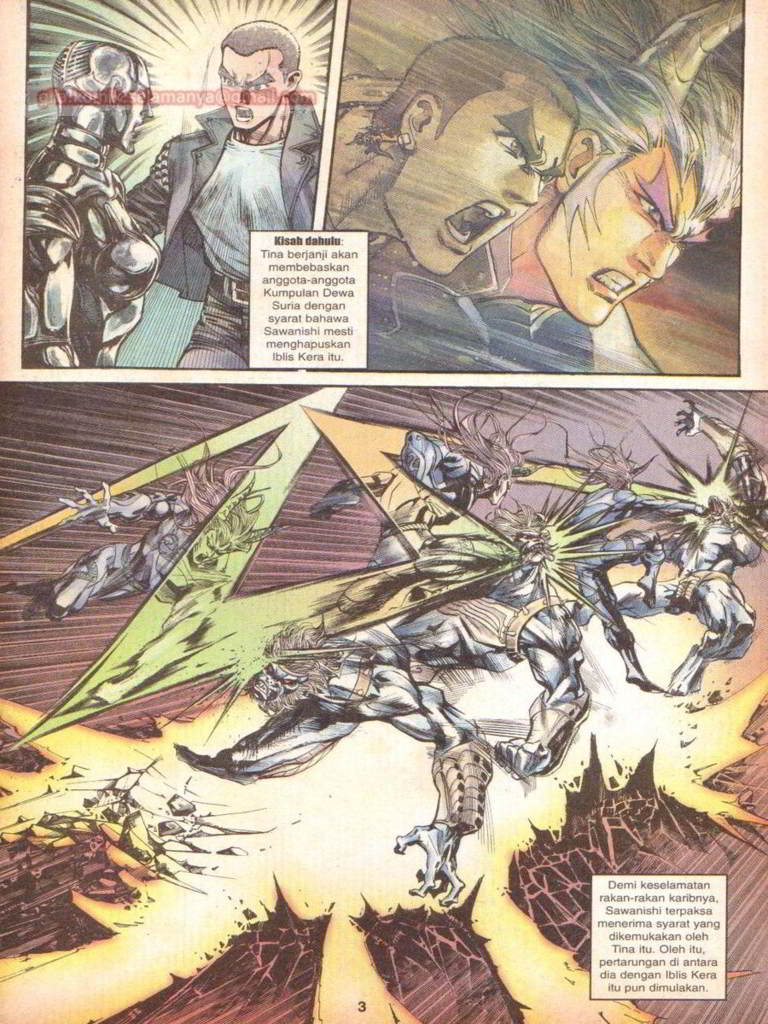 Kisah dahulu:
Tina berjanji akan
membebaskan
anggota-anggota
Kumpulan Dewa
Suria dengan
syarat bahawa
Sawanishi mesti
menghapuskan
Iblis Kera itu.
Demi keselamatan
rakan-rakan karibnya,
Sawanishi terpaksa
menerima syarat yang
dikemukakan oleh
Tina itu. Oleh itu,
pertarungan di antara
dia dengan Iblis Kera
itu pun dimulakan.
3